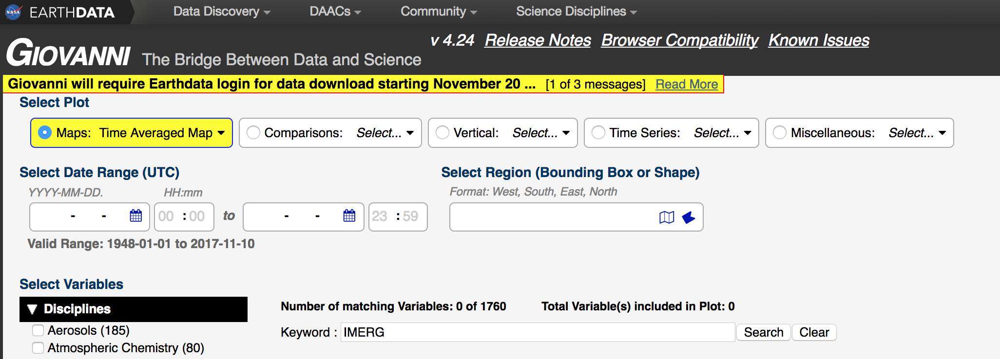 NASA EARTHDATA Data Discovery DAACs Community Science Disciplines
v 4.24 Release Notes Browser Compatibility Known Issues
GIOVANNI The Bridge Between Data and Science
Giovanni will require Earthdata login for data download starting November 20 ... [1 of 3 messages] Read More
Select Plot
Maps: Time Averaged Map Comparisons: Select... Vertical: Select... Time Series: Select... Miscellaneous: Select...
Select Date Range (UTC) Select Region (Bounding Box or Shape)
YYYY-MM-DD. HH:mm Format: West, South, East, North
- - 00 : 00 to - - 23 : 59
Valid Range: 1948-01-01 to 2017-11-10
Select Variables
Disciplines Number of matching Variables: 0 of 1760 Total Variable(s) included in Plot: 0
Aerosols (185) Keyword : IMERG Search Clear
Atmospheric Chemistry (80)